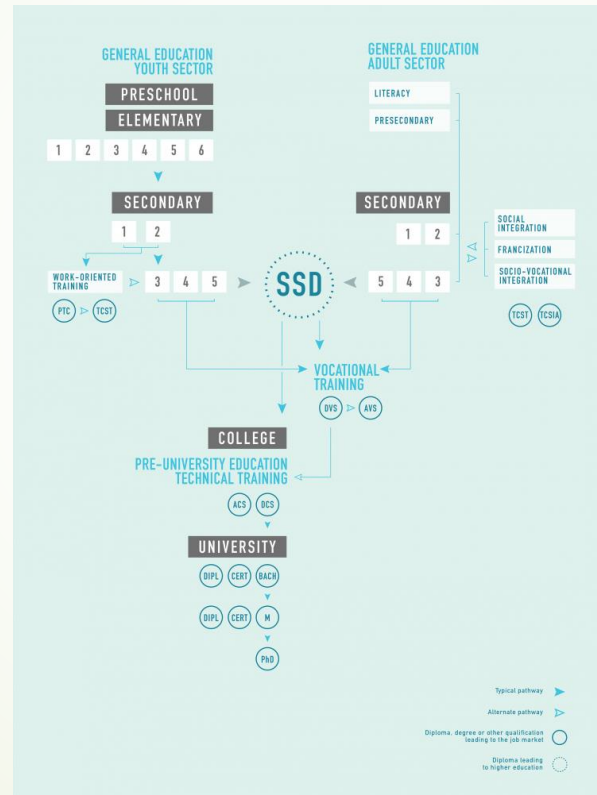 GENERAL EDUCATION
YOUTH SECTOR
PRESCHOOL
ELEMENTARY
1 2 3 4 5 6
SECONDARY
1 2
WORK-ORIENTED
TRAINING
PTC TCST
3 4 5
SSD
GENERAL EDUCATION
ADULT SECTOR
LITERACY
PRESECONDARY
SECONDARY
1 2
5 4 3
SOCIAL
INTEGRATION
FRANCIZATION
SOCIO-VOCATIONAL
INTEGRATION
TCST TCSIA
VOCATIONAL
TRAINING
DVS AVS
COLLEGE
PRE-UNIVERSITY EDUCATION
TECHNICAL TRAINING
ACS DCS
UNIVERSITY
DIPL CERT BACH
DIPL CERT M
PhD
Typical pathway
Alternate pathway
Diploma, degree or other qualification
leading to the job market
Diploma leading
to higher education